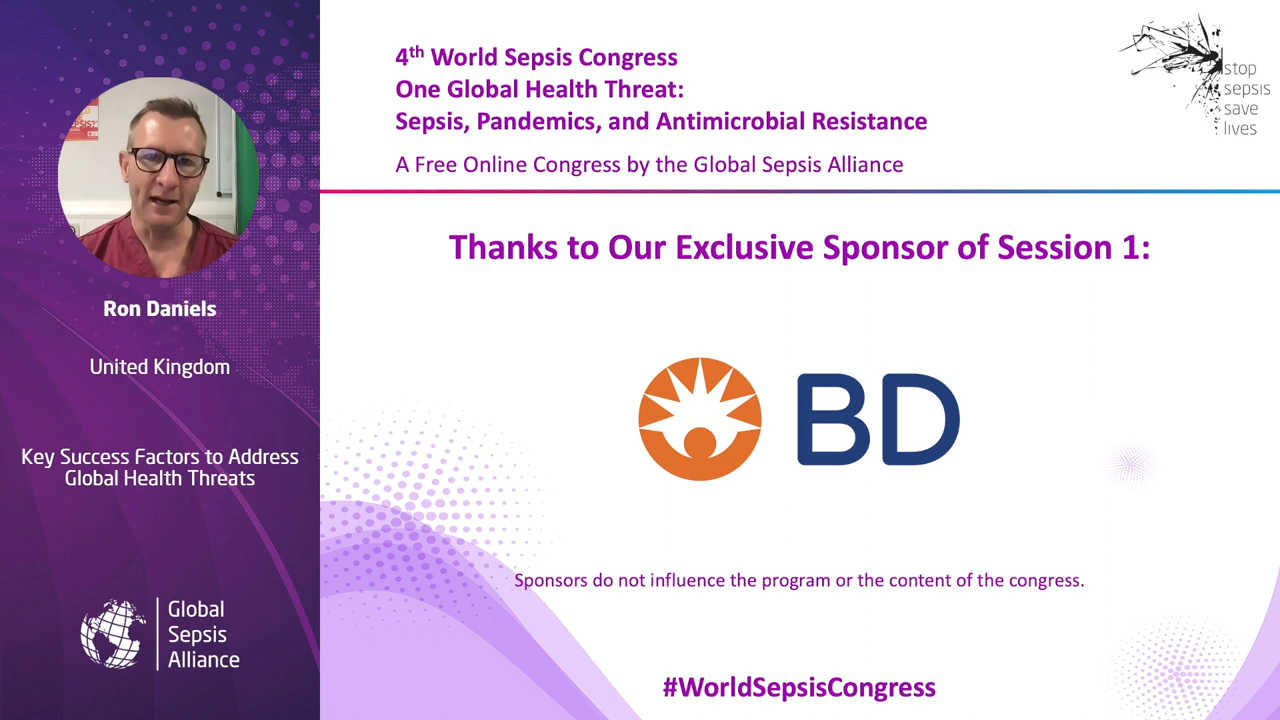 4th World Sepsis Congress
One Global Health Threat:
Sepsis, Pandemics, and Antimicrobial Resistance
A Free Online Congress by the Global Sepsis Alliance
stop
sepsis
save
lives
Thanks to Our Exclusive Sponsor of Session 1:
BD
Sponsors do not influence the program or the content of the congress.
#WorldSepsisCongress
Ron Daniels
United Kingdom
Key Success Factors to Address
Global Health Threats
Global
Sepsis
Alliance